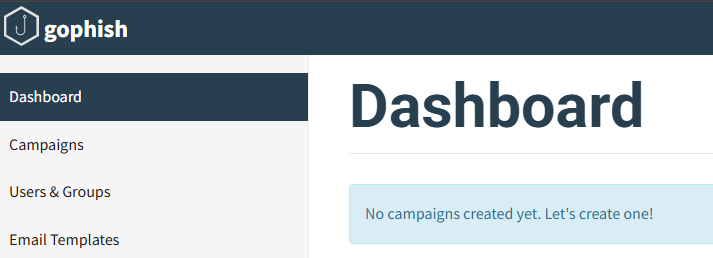 gophish
Dashboard
Campaigns
Users & Groups
Email Templates
Dashboard
No campaigns created yet. Let's create one!